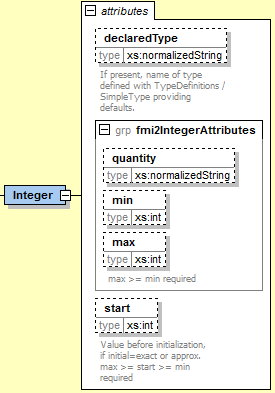 attributes
declaredType
type xs:normalizedString
If present, name of type
defined with TypeDefinitions /
SimpleType providing
defaults.
grp fmi2IntegerAttributes
quantity
type xs:normalizedString
Integer
min
type xs:int
max
type xs:int
max >= min required
start
type xs:int
Value before initialization,
if initial=exact or approx.
max >= start >= min
required